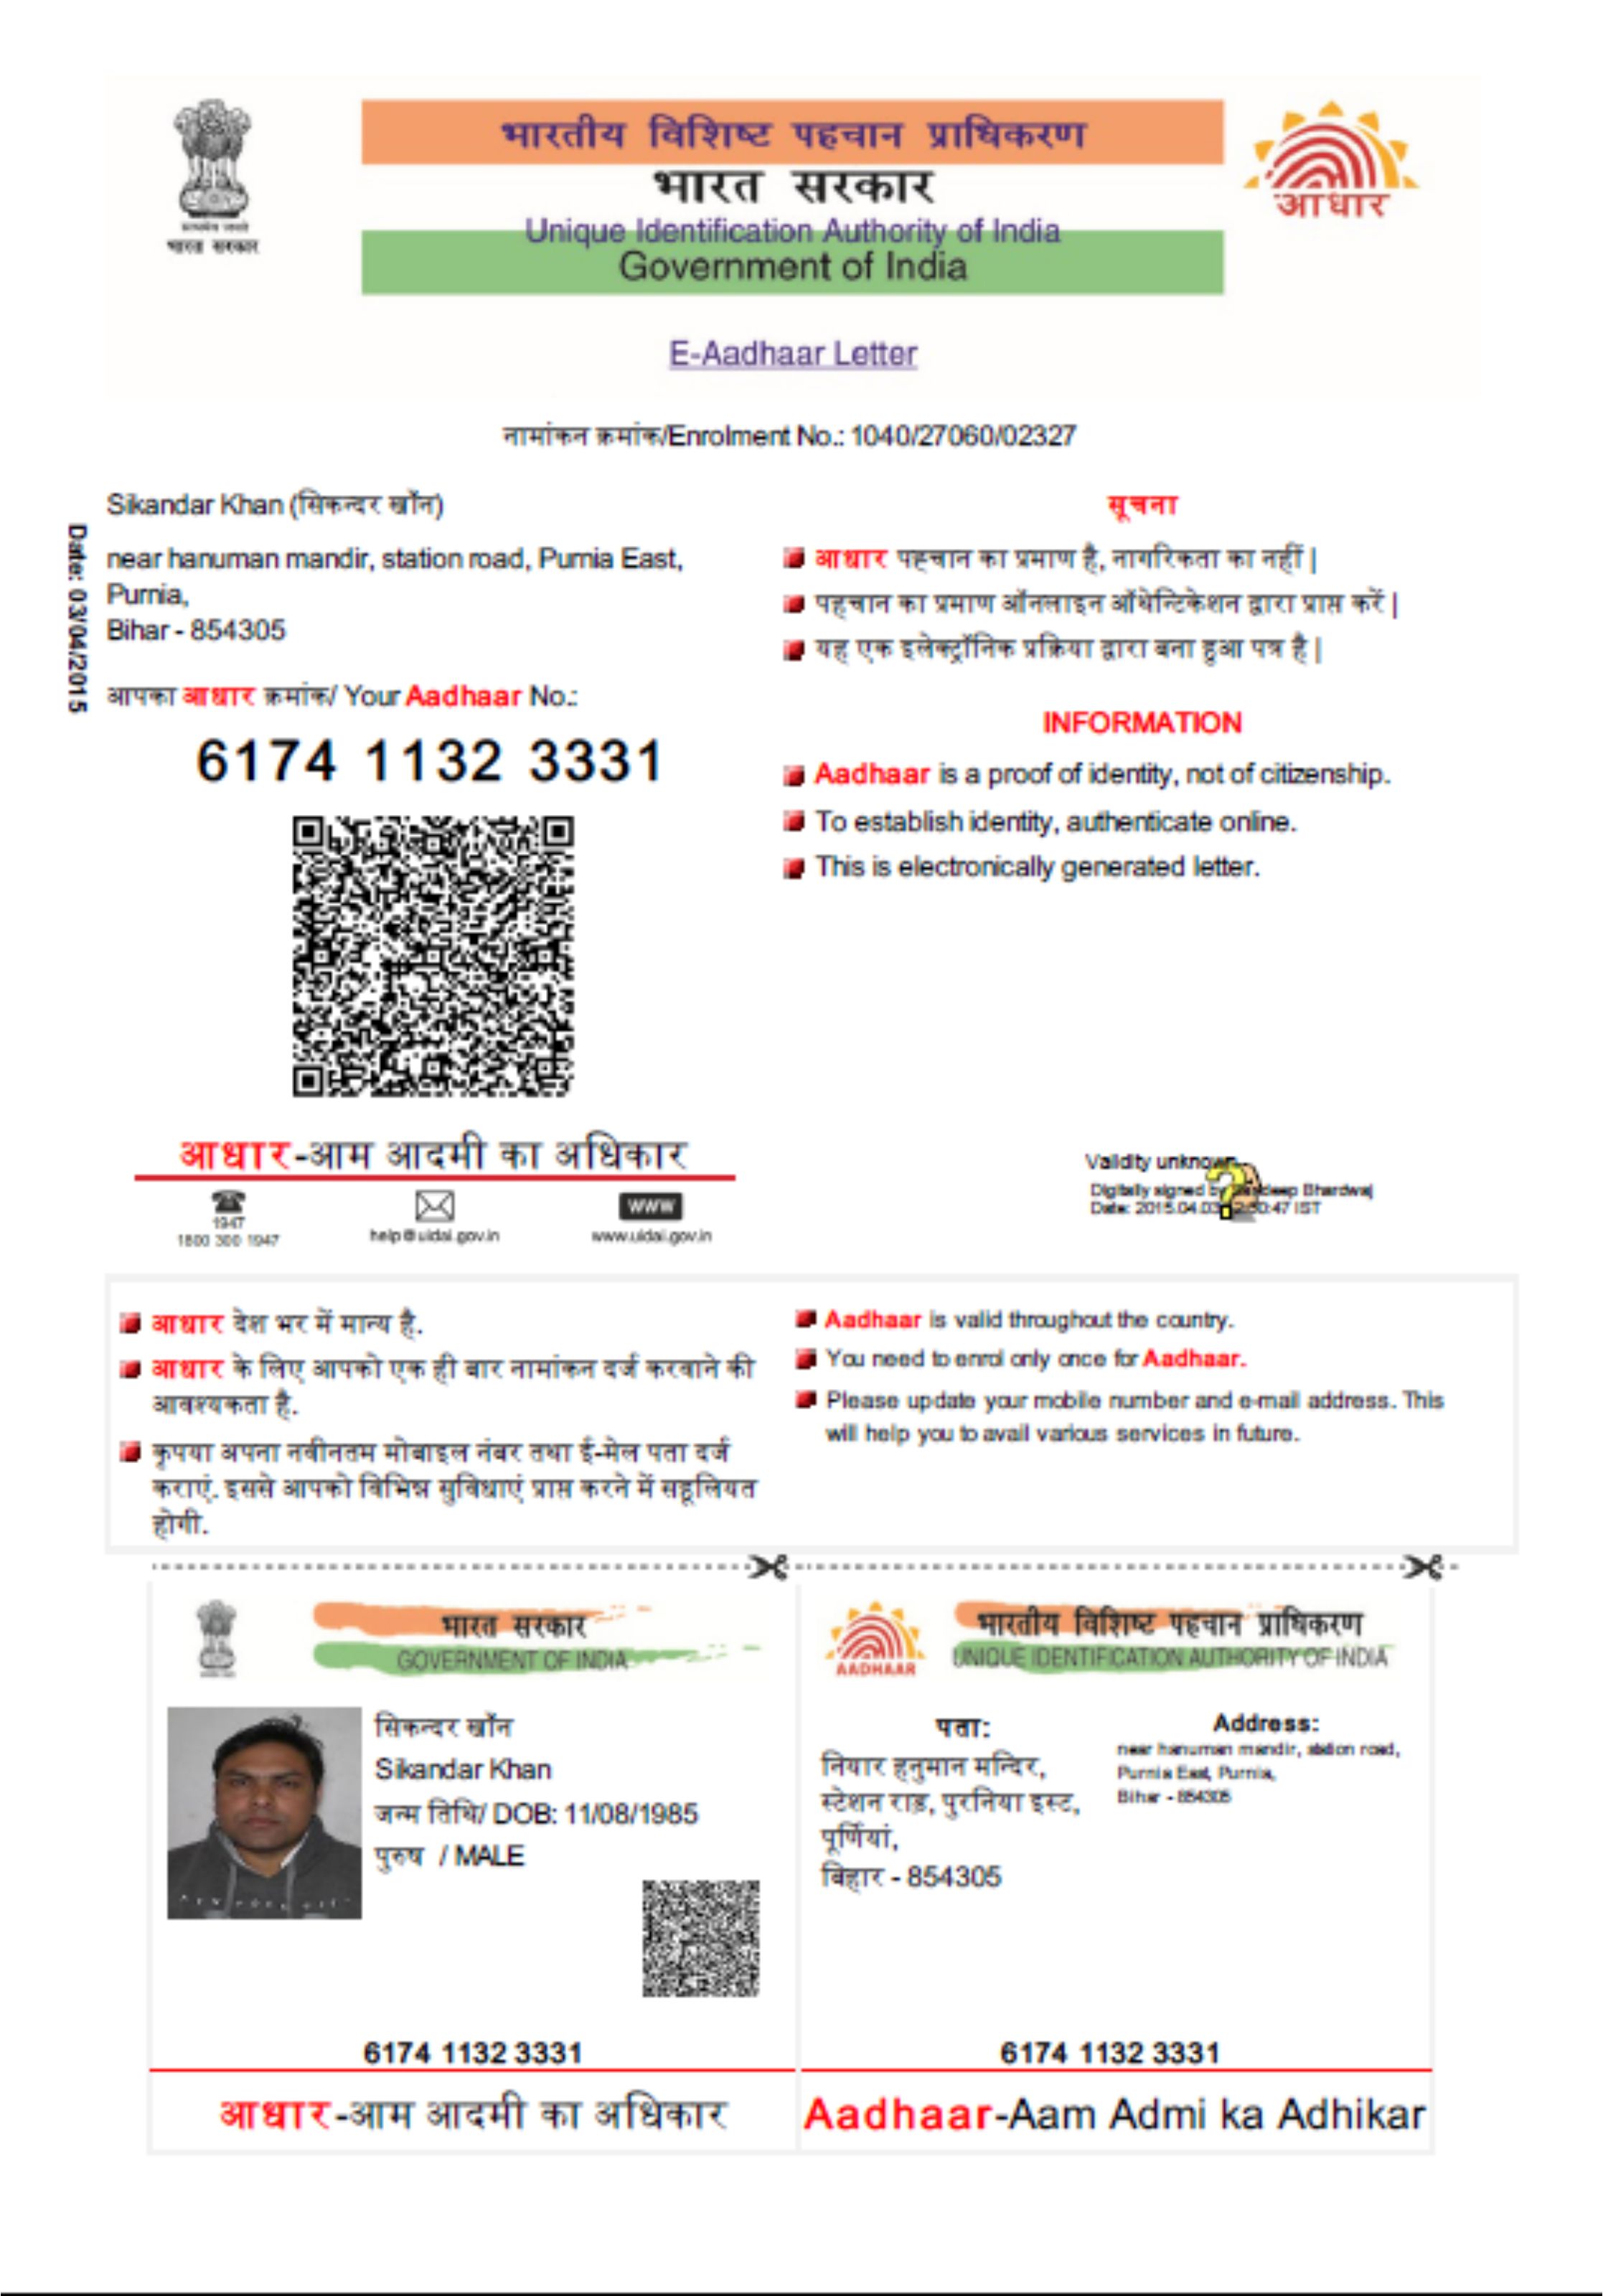 भारतीय विशिष्ट पहचान प्राधिकरण
भारत सरकार
Unique Identification Authority of India
Government of India
भारत सरकार
आधार
E-Aadhaar Letter
नामांकन क्रमांक/Enrolment No.: 1040/27060/02327
Date: 03/04/2015
Sikandar Khan (सिकन्दर खाँन)
near hanuman mandir, station road, Purnia East,
Purnia,
Bihar - 854305
आपका आधार क्रमांक/ Your Aadhaar No.:
6174 1132 3331
सूचना
आधार पहचान का प्रमाण है, नागरिकता का नहीं |
पहचान का प्रमाण ऑनलाइन ऑथेन्टिकेशन द्वारा प्राप्त करें |
यह एक इलेक्ट्रॉनिक प्रक्रिया द्वारा बना हुआ पत्र है |
INFORMATION
Aadhaar is a proof of identity, not of citizenship.
To establish identity, authenticate online.
This is electronically generated letter.
आधार-आम आदमी का अधिकार
1947
1800 300 1947
help@uidai.gov.in
www
www.uidai.gov.in
Validity unknown
Digitally signed by Bhardwaj
Date: 2015.04.03 :47 IST
आधार देश भर में मान्य है.
आधार के लिए आपको एक ही बार नामांकन दर्ज करवाने की
आवश्यकता है.
कृपया अपना नवीनतम मोबाइल नंबर तथा ई-मेल पता दर्ज
कराएं. इससे आपको विभिन्न सुविधाएं प्राप्त करने में सहूलियत
होगी.
Aadhaar is valid throughout the country.
You need to enrol only once for Aadhaar.
Please update your mobile number and e-mail address. This
will help you to avail various services in future.
भारत सरकार
GOVERNMENT OF INDIA
सिकन्दर खाँन
Sikandar Khan
जन्म तिथि/ DOB: 11/08/1985
पुरुष / MALE
6174 1132 3331
आधार-आम आदमी का अधिकार
AADHAAR
भारतीय विशिष्ट पहचान प्राधिकरण
UNIQUE IDENTIFICATION AUTHORITY OF INDIA
पता:
नियार हनुमान मन्दिर,
स्टेशन राड, पुरनिया इस्ट,
पूर्णियां,
बिहार - 854305
Address:
near hanuman mandir, station road,
Purnia East, Purnia,
Bihar - 854305
6174 1132 3331
Aadhaar-Aam Admi ka Adhikar